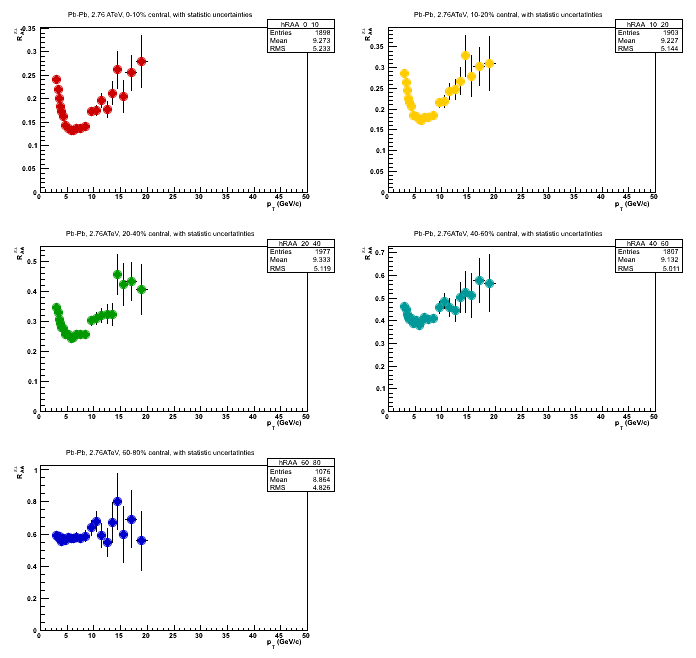 Pb-Pb, 2.76 ATeV, 0-10% central, with statistic uncertainties
hRAA_0_10
Entries 1898
Mean 9.273
RMS 5.233
R AA
0.35
0.3
0.25
0.2
0.15
0.1
0.05
0
0 5 10 15 20 25 30 35 40 45 50
p T (GeV/c)
Pb-Pb, 2.76ATeV, 10-20% central, with statistic uncertatinties
hRAA_10_20
Entries 1903
Mean 9.227
RMS 5.144
R AA
0.35
0.3
0.25
0.2
0.15
0.1
0.05
0
0 5 10 15 20 25 30 35 40 45 50
p T (GeV/c)
Pb-Pb, 2.76ATeV, 20-40% central, with statistic uncertatinties
hRAA_20_40
Entries 1977
Mean 9.333
RMS 5.119
R AA
0.5
0.4
0.3
0.2
0.1
0
0 5 10 15 20 25 30 35 40 45 50
p T (GeV/c)
Pb-Pb, 2.76ATeV, 40-60% central, with statistic uncertatinties
hRAA_40_60
Entries 1807
Mean 9.132
RMS 5.011
R AA
0.7
0.6
0.5
0.4
0.3
0.2
0.1
0
0 5 10 15 20 25 30 35 40 45 50
p T (GeV/c)
Pb-Pb, 2.76ATeV, 60-80% central, with statistic uncertatinties
hRAA_60_80
Entries 1076
Mean 8.864
RMS 4.826
R AA
1
0.8
0.6
0.4
0.2
0
0 5 10 15 20 25 30 35 40 45 50
p T (GeV/c)